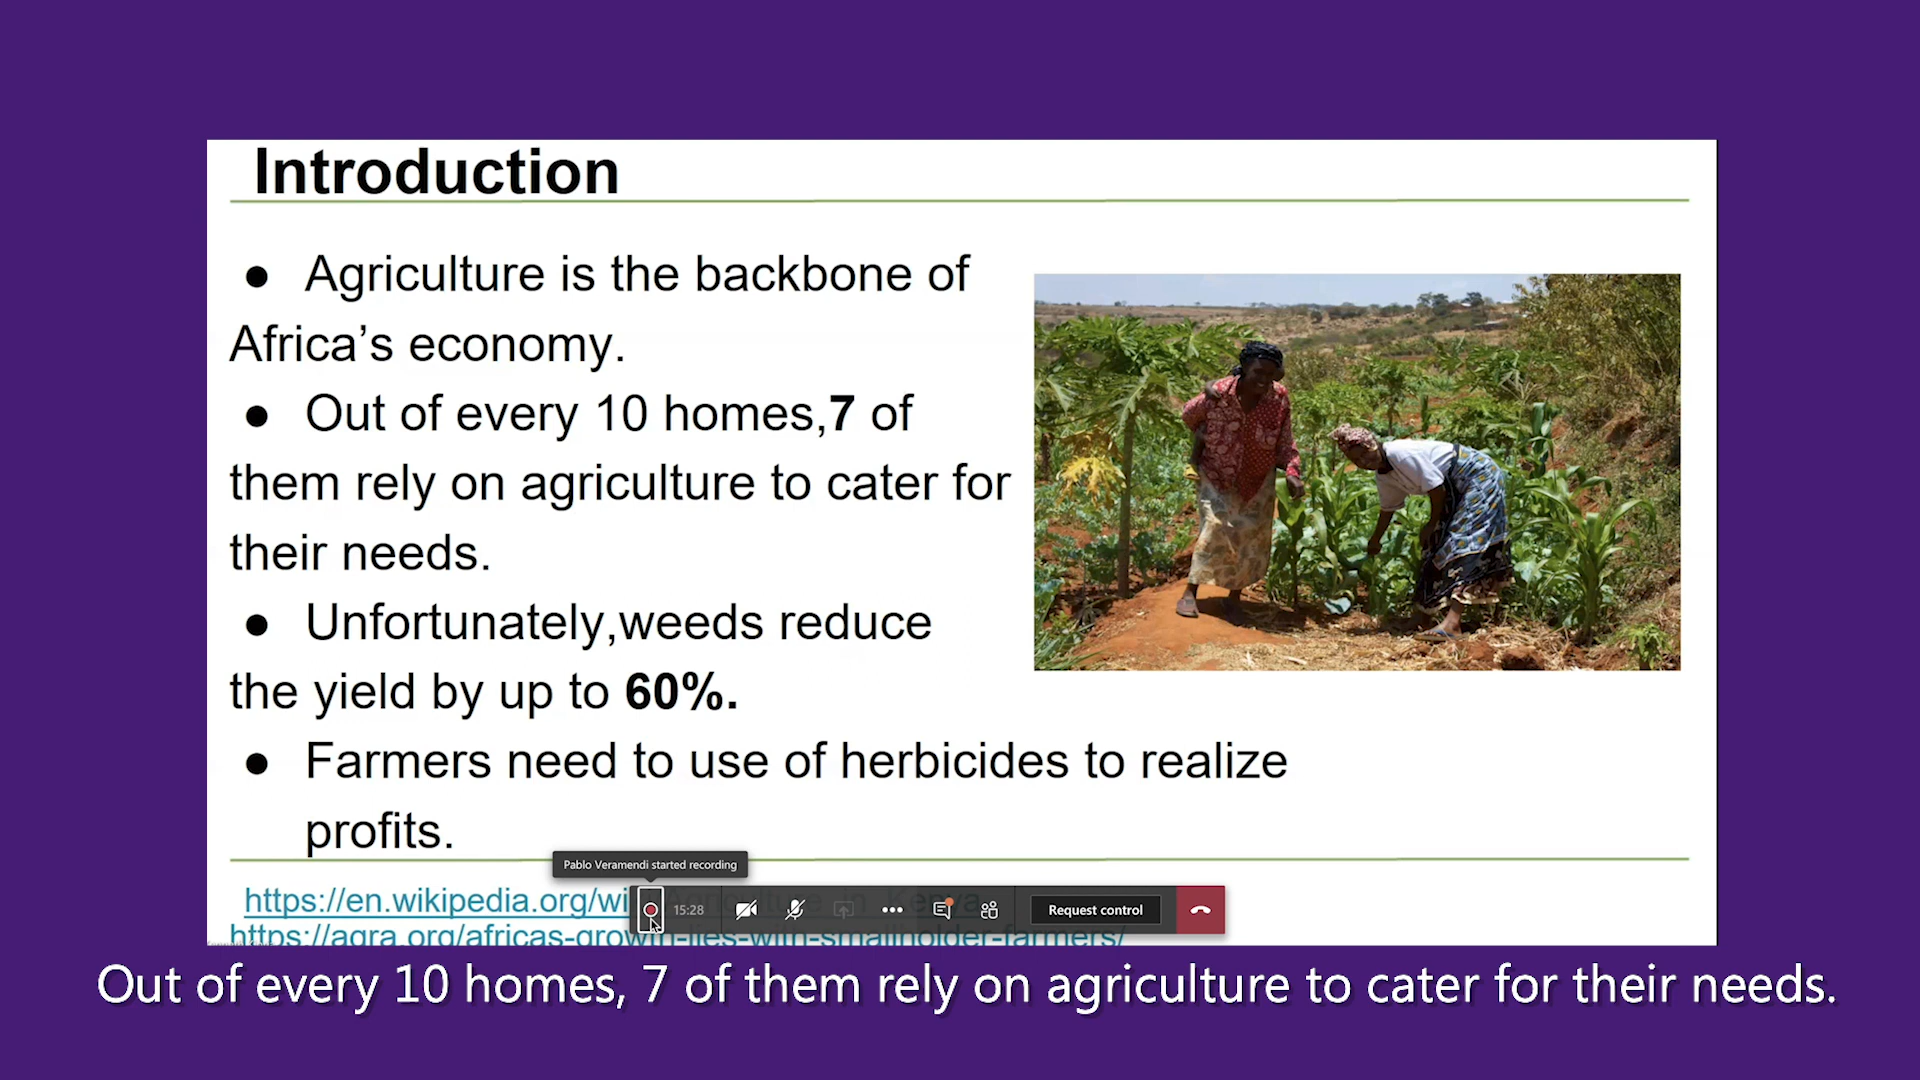 Introduction
● Agriculture is the backbone of
Africa’s economy.
● Out of every 10 homes,7 of
them rely on agriculture to cater for
their needs.
● Unfortunately,weeds reduce
the yield by up to 60%.
● Farmers need to use of herbicides to realize
profits.
Pablo Veramendi started recording
https://en.wikipedia.org/wi Agriculture_in_Kenya
15:28
Request control
https://agra.org/africas-growth-lies-with-smallholder-farmers/
Out of every 10 homes, 7 of them rely on agriculture to cater for their needs.